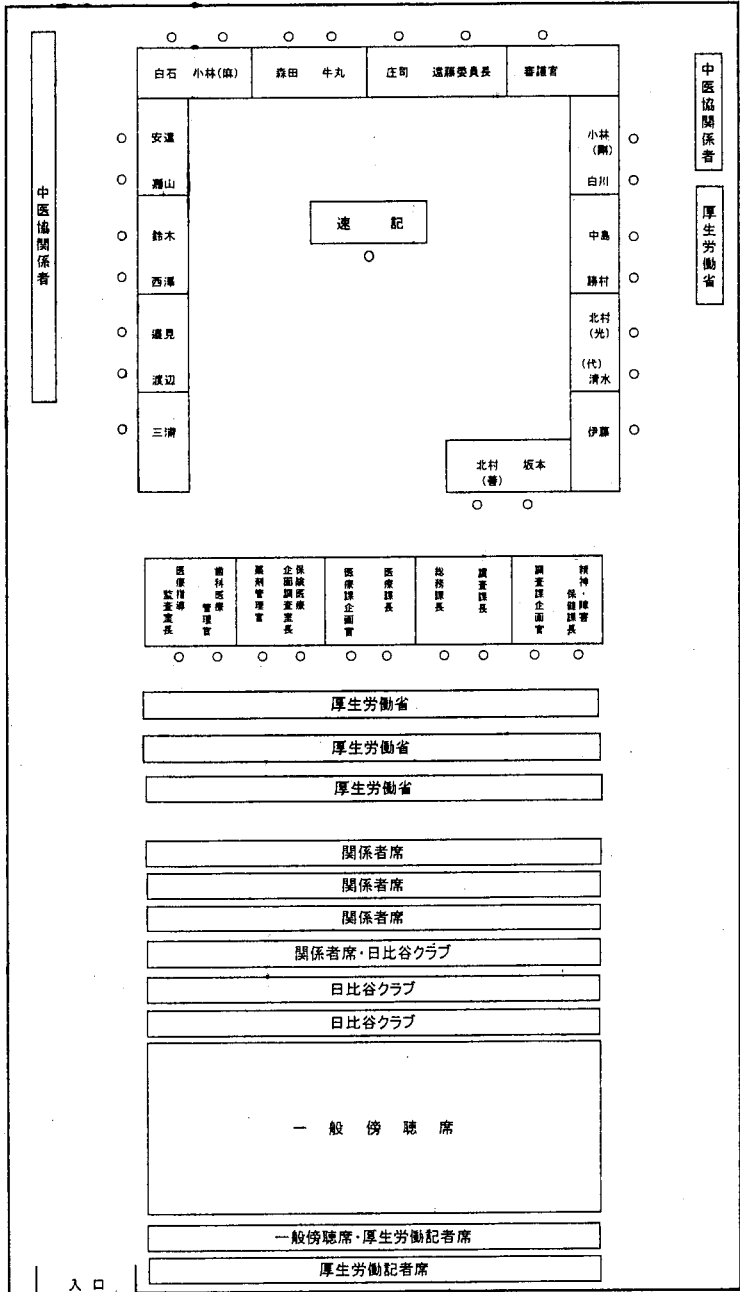 白石 小林(麻) 森田 牛丸 庄司 遠藤委員長 審議官
中医協関係者
厚生労働省
中医協関係者
安達
嘉山
鈴木
西澤
邉見
渡辺
三浦
速 記
小林
(剛)
白川
中島
勝村
北村
(光)
(代)
清水
伊藤
北村 坂本
(善)
医療指導
監査室長
歯科医療
管理官
薬剤管理官
保険医療
企画調査室長
医療課企画官
医療課長
総務課長
調査課長
調査課企画官
精神・障害
保健課長
厚生労働省
厚生労働省
厚生労働省
関係者席
関係者席
関係者席
関係者席・日比谷クラブ
日比谷クラブ
日比谷クラブ
一般傍聴席
一般傍聴席・厚生労働記者席
厚生労働記者席
入口